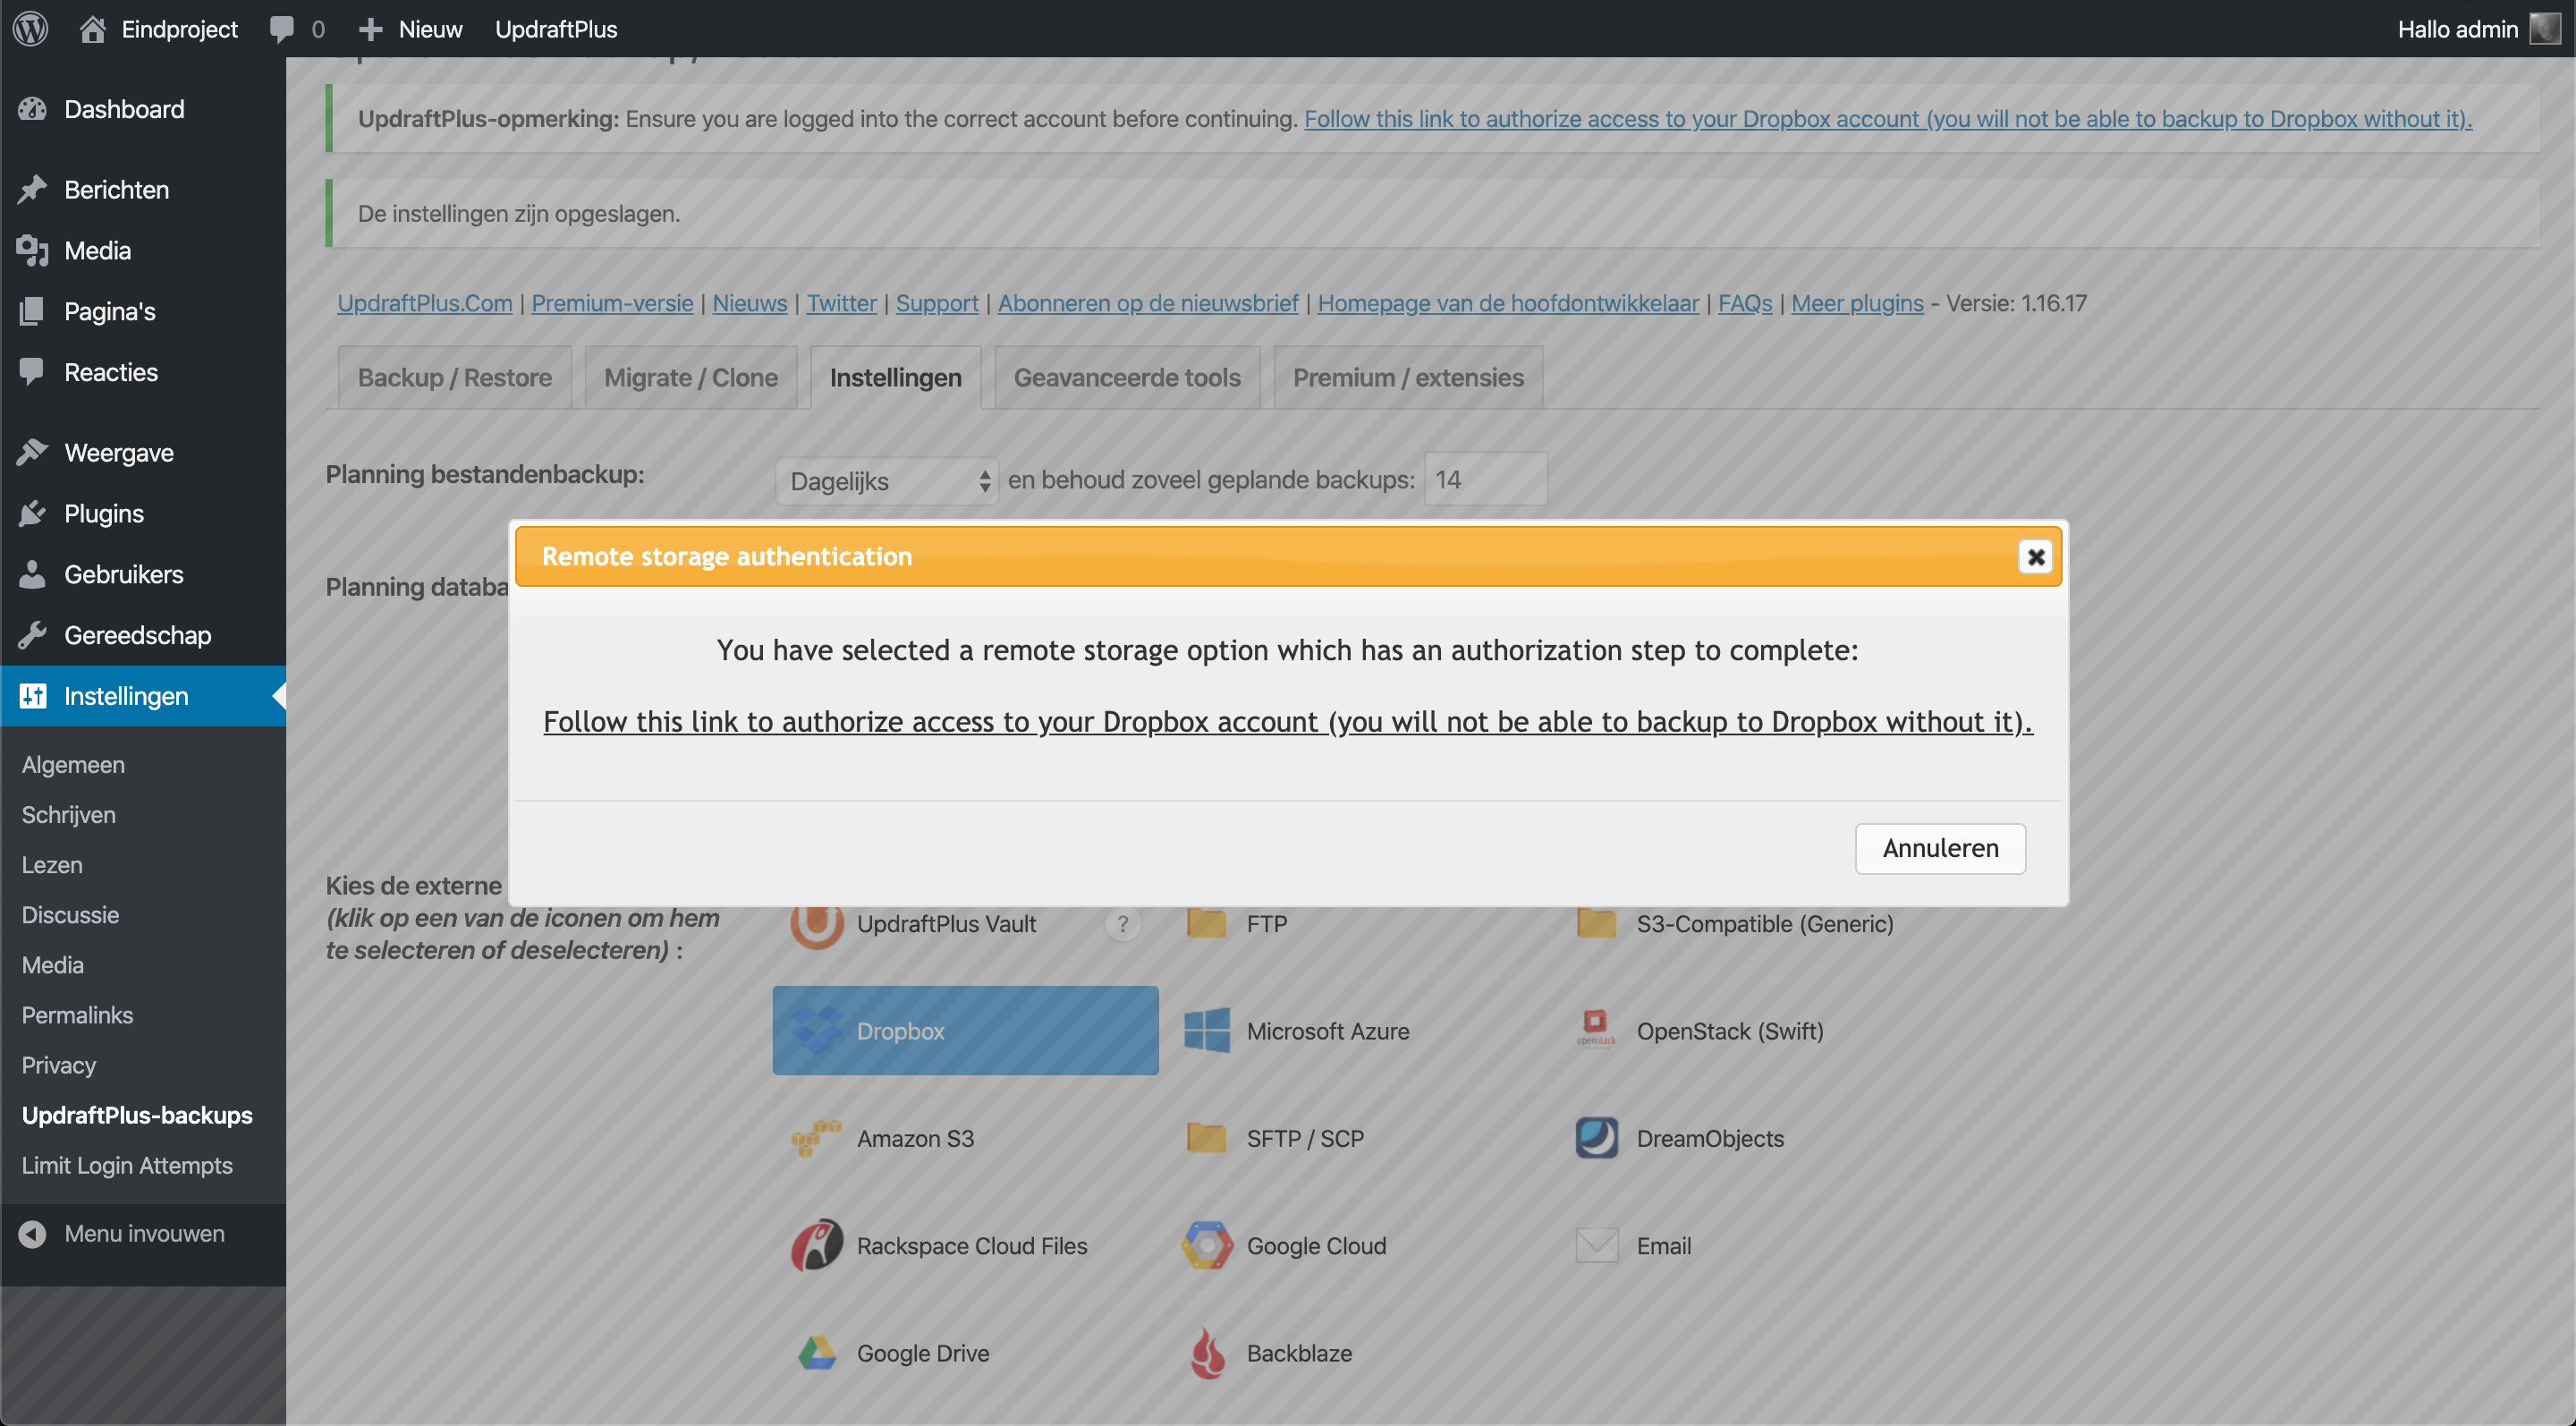 Eindproject 0 Nieuw UpdraftPlus Hallo admin
Dashboard
Berichten
Media
Pagina's
Reacties
Weergave
Plugins
Gebruikers
Gereedschap
Instellingen
Algemeen
Schrijven
Lezen
Discussie
Media
Permalinks
Privacy
UpdraftPlus-backups
Limit Login Attempts
Menu invouwen
UpdraftPlus-opmerking: Ensure you are logged into the correct account before continuing. Follow this link to authorize access to your Dropbox account (you will not be able to backup to Dropbox without it).
De instellingen zijn opgeslagen.
UpdraftPlus.Com | Premium-versie | Nieuws | Twitter | Support | Abonneren op de nieuwsbrief | Homepage van de hoofdontwikkelaar | FAQs | Meer plugins - Versie: 1.16.17
Backup / Restore Migrate / Clone Instellingen Geavanceerde tools Premium / extensies
Planning bestandenbackup: Dagelijks en behoud zoveel geplande backups: 14
Planning databa
Remote storage authentication
You have selected a remote storage option which has an authorization step to complete:
Follow this link to authorize access to your Dropbox account (you will not be able to backup to Dropbox without it).
Annuleren
Kies de externe
(klik op een van de iconen om hem
te selecteren of deselecteren) :
UpdraftPlus Vault ? FTP S3-Compatible (Generic)
Dropbox Microsoft Azure openstack OpenStack (Swift)
Amazon S3 SFTP / SCP DreamObjects
Rackspace Cloud Files Google Cloud Email
Google Drive Backblaze